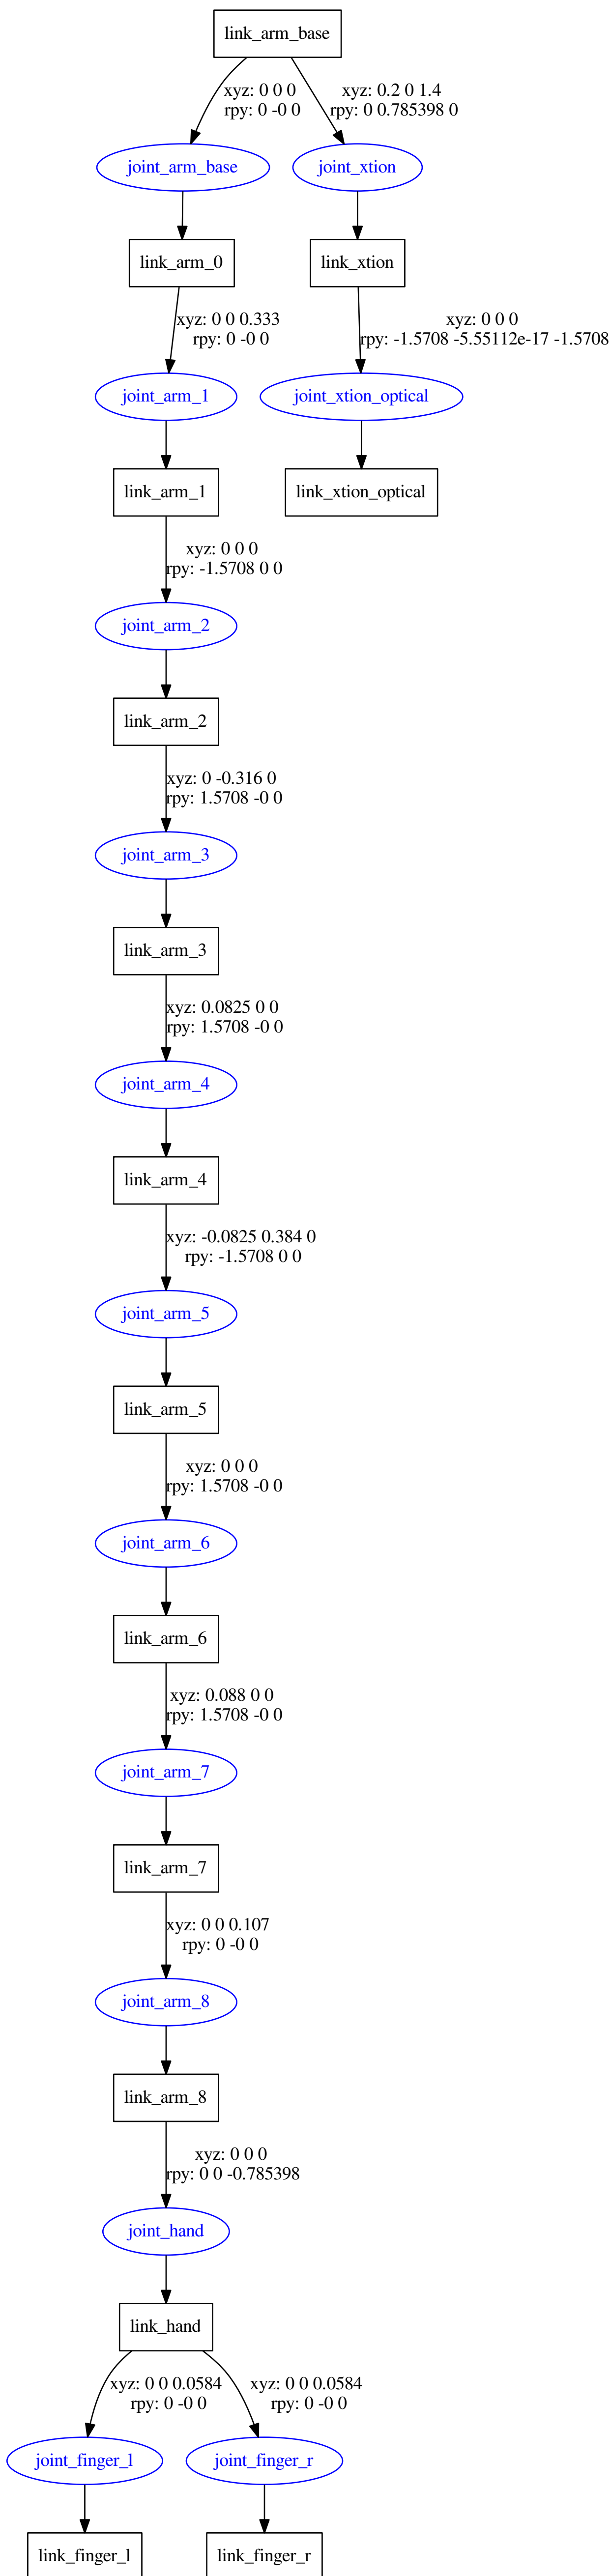 link_arm_base
xyz: 0 0 0
rpy: 0 -0 0
xyz: 0.2 0 1.4
rpy: 0 0.785398 0
joint_arm_base
joint_xtion
link_arm_0
link_xtion
xyz: 0 0 0.333
rpy: 0 -0 0
xyz: 0 0 0
rpy: -1.5708 -5.55112e-17 -1.5708
joint_arm_1
joint_xtion_optical
link_arm_1
link_xtion_optical
xyz: 0 0 0
rpy: -1.5708 0 0
joint_arm_2
link_arm_2
xyz: 0 -0.316 0
rpy: 1.5708 -0 0
joint_arm_3
link_arm_3
xyz: 0.0825 0 0
rpy: 1.5708 -0 0
joint_arm_4
link_arm_4
xyz: -0.0825 0.384 0
rpy: -1.5708 0 0
joint_arm_5
link_arm_5
xyz: 0 0 0
rpy: 1.5708 -0 0
joint_arm_6
link_arm_6
xyz: 0.088 0 0
rpy: 1.5708 -0 0
joint_arm_7
link_arm_7
xyz: 0 0 0.107
rpy: 0 -0 0
joint_arm_8
link_arm_8
xyz: 0 0 0
rpy: 0 0 -0.785398
joint_hand
link_hand
xyz: 0 0 0.0584
rpy: 0 -0 0
xyz: 0 0 0.0584
rpy: 0 -0 0
joint_finger_l
joint_finger_r
link_finger_l
link_finger_r